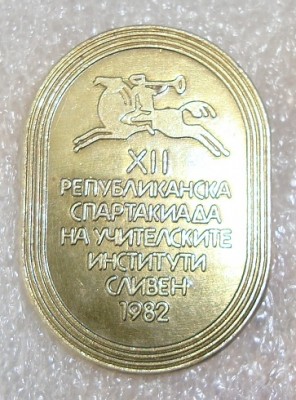 XII
РЕПУБЛИКАНСКА
СПАРТАКИАДА
НА УЧИТЕЛСКИТЕ
ИНСТИТУТИ
СЛИВЕН
1982